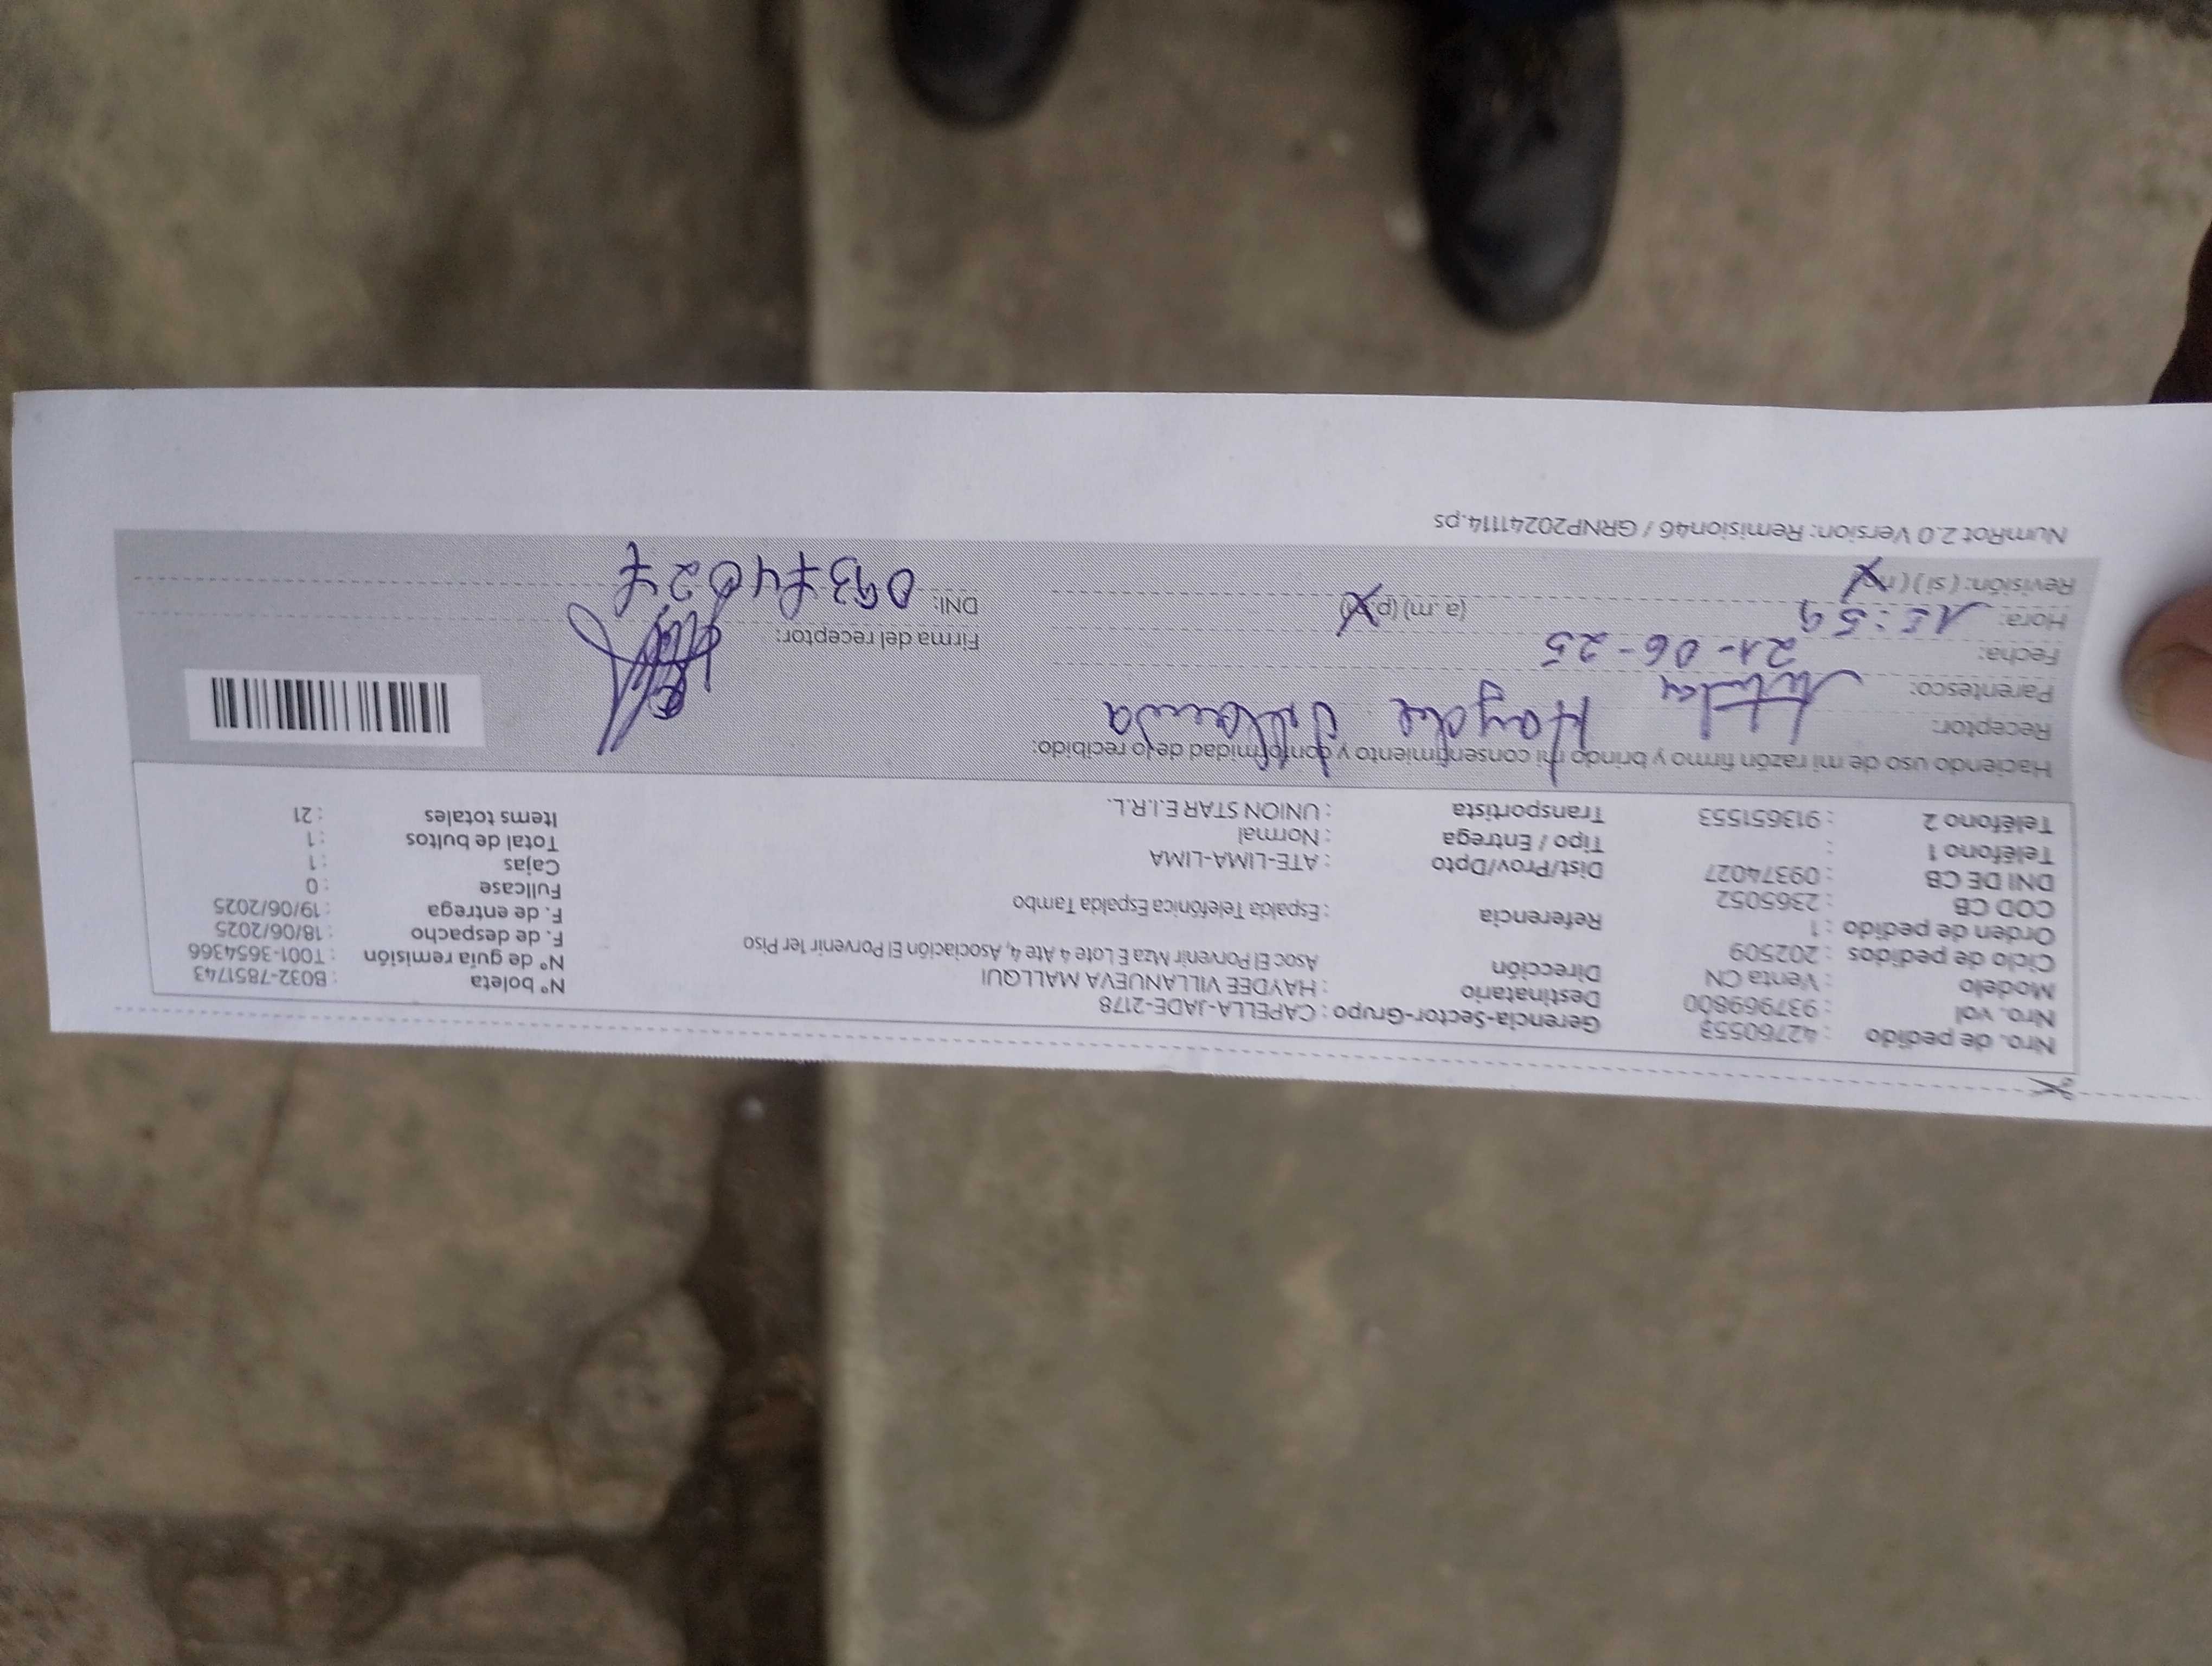 Nro. de pedido : 42760553 Gerencia-Sector-Grupo : CAPELLA-JADE-2178 N° boleta : B032-7851743
Nro. vol : 937969800 Destinatario : HAYDEE VILLANUEVA MALLQUI N° de guía remisión : T001-3654366
Modelo : Venta CN Dirección Asoc El Porvenir Mza E Lote 4 Ate 4, Asociación El Porvenir 1er Piso F. de despacho : 18/06/2025
Ciclo de pedidos : 202509 F. de entrega : 19/06/2025
Orden de pedido : 1 Referencia : Espalda Telefónica Espalda Tambo Fullcase : 0
COD CB : 2365052 Cajas : 1
DNI DE CB : 09374027 Dist/Prov/Dpto : ATE-LIMA-LIMA Total de bultos : 1
Teléfono 1 : Tipo / Entrega : Normal Items totales : 21
Teléfono 2 : 913651553 Transportista : UNION STAR E.I.R.L.
Haciendo uso de mi razón firmo y brindo mi consentimiento y conformidad de lo recibido:
Receptor: Haydee
Parentesco: Titular
Fecha: 21-06-25 Firma del receptor:
Hora: :59 (a.m) (p.m) DNI: 09374027
Revisión: (si) (no)
NumRot 2.0 Version: Remision46 / GRNP20241114.ps